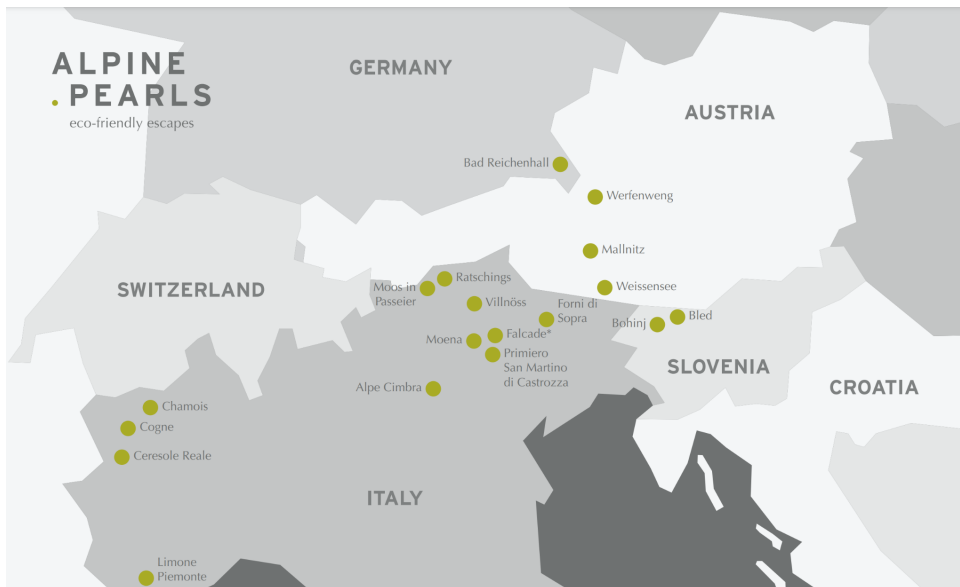 ALPINE
. PEARLS
eco-friendly escapes
GERMANY
AUSTRIA
Bad Reichenhall
Werfenweng
Mallnitz
SWITZERLAND
Moos in
Passeier
Ratschings
Villnöss
Weissensee
Forni di
Sopra
Bohinj
Bled
Moena
Falcade*
Primiero
San Martino
di Castrozza
SLOVENIA
CROATIA
Alpe Cimbra
Chamois
Cogne
Ceresole Reale
ITALY
Limone
Piemonte